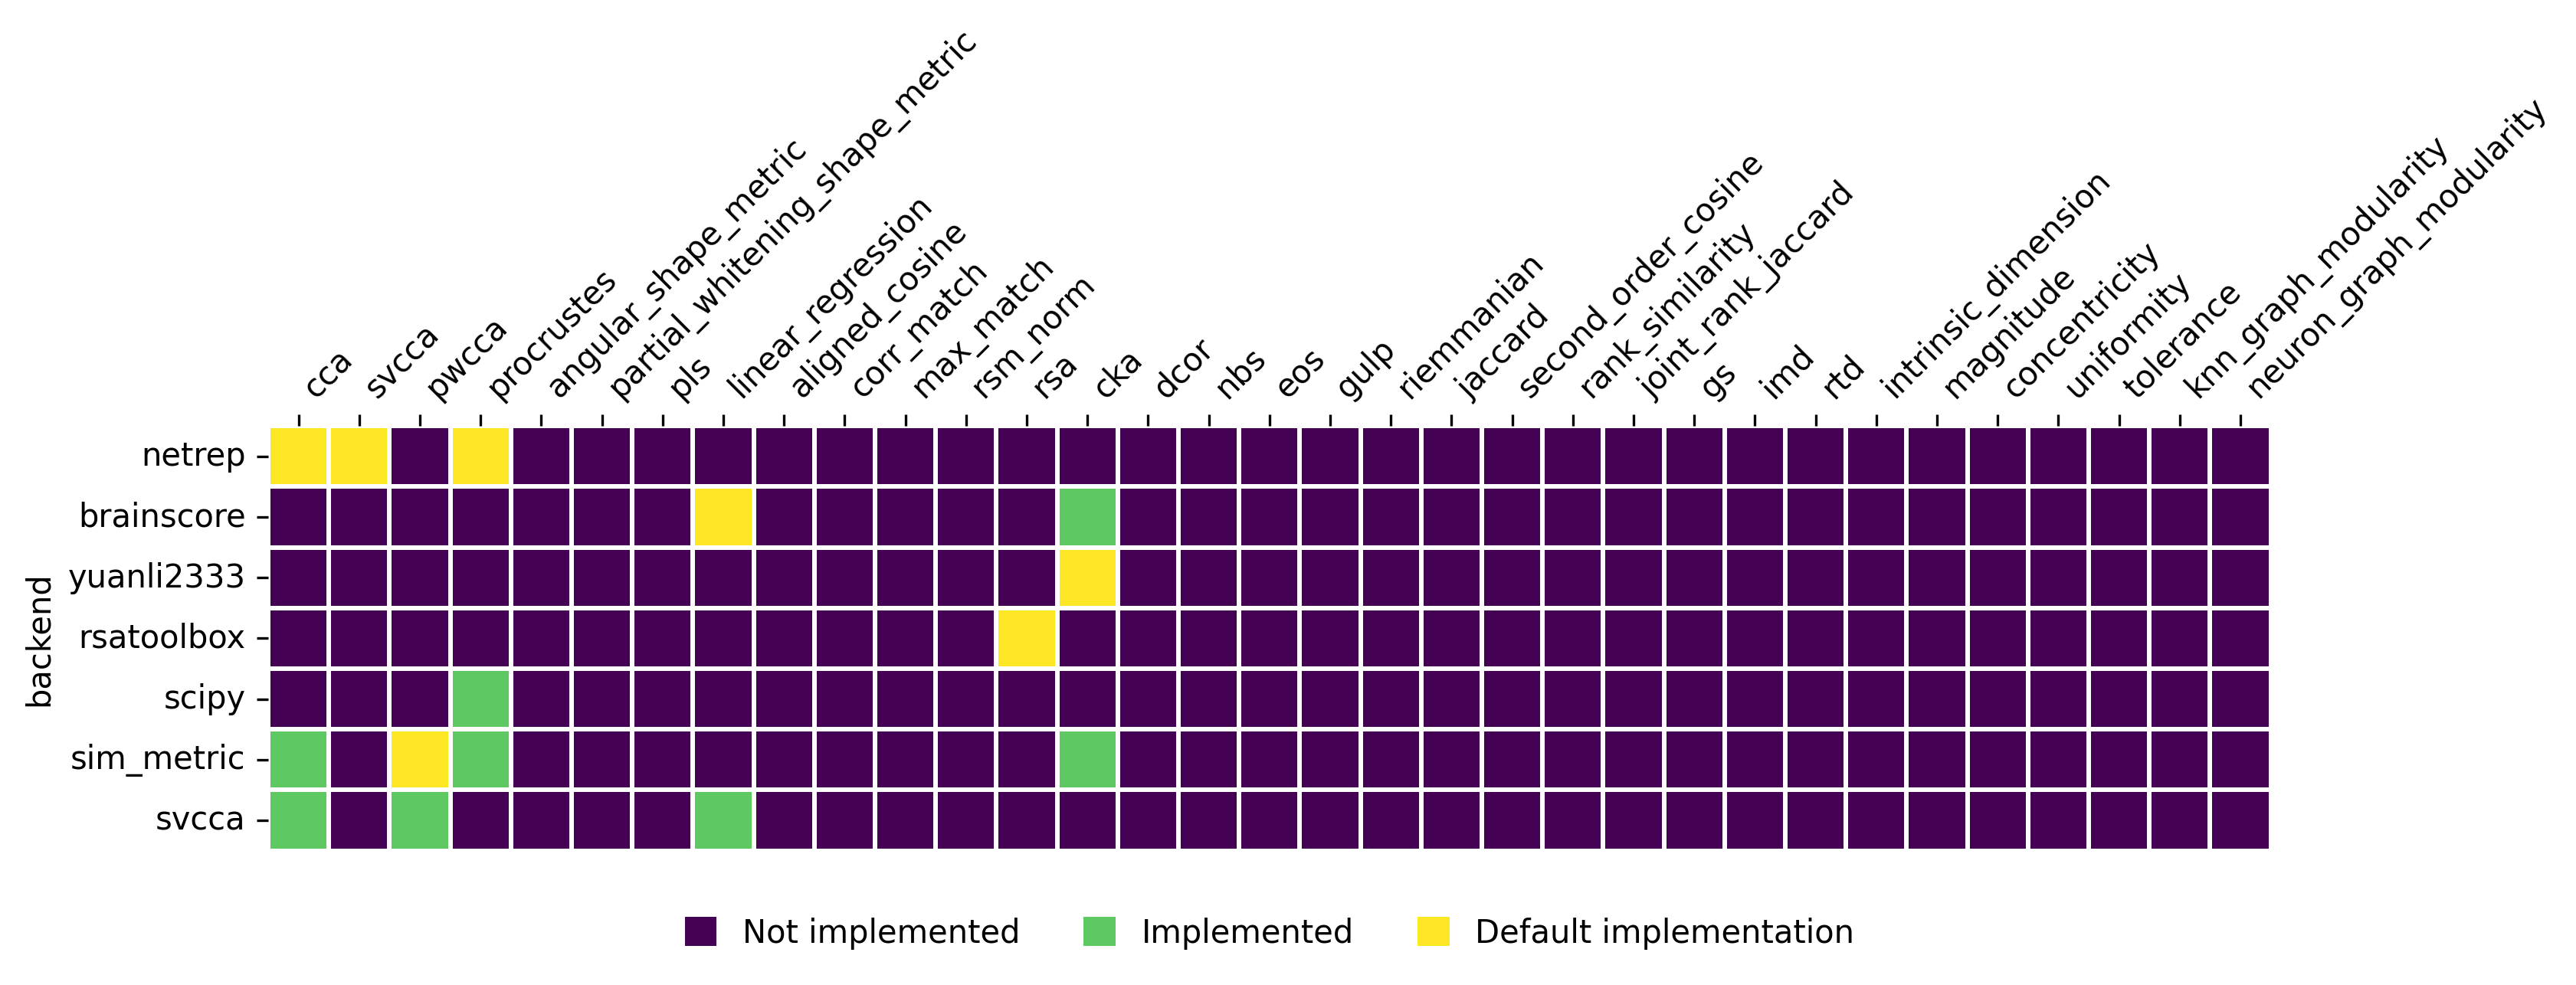 cca
svcca
pwcca
procrustes
angular_shape_metric
partial_whitening_shape_metric
pls
linear_regression
aligned_cosine
corr_match
max_match
rsm_norm
rsa
cka
dcor
nbs
eos
gulp
riemmanian
jaccard
second_order_cosine
rank_similarity
joint_rank_jaccard
gs
imd
rtd
intrinsic_dimension
magnitude
concentricity
uniformity
tolerance
knn_graph_modularity
neuron_graph_modularity
backend
netrep
brainscore
yuanli2333
rsatoolbox
scipy
sim_metric
svcca
Not implemented
Implemented
Default implementation